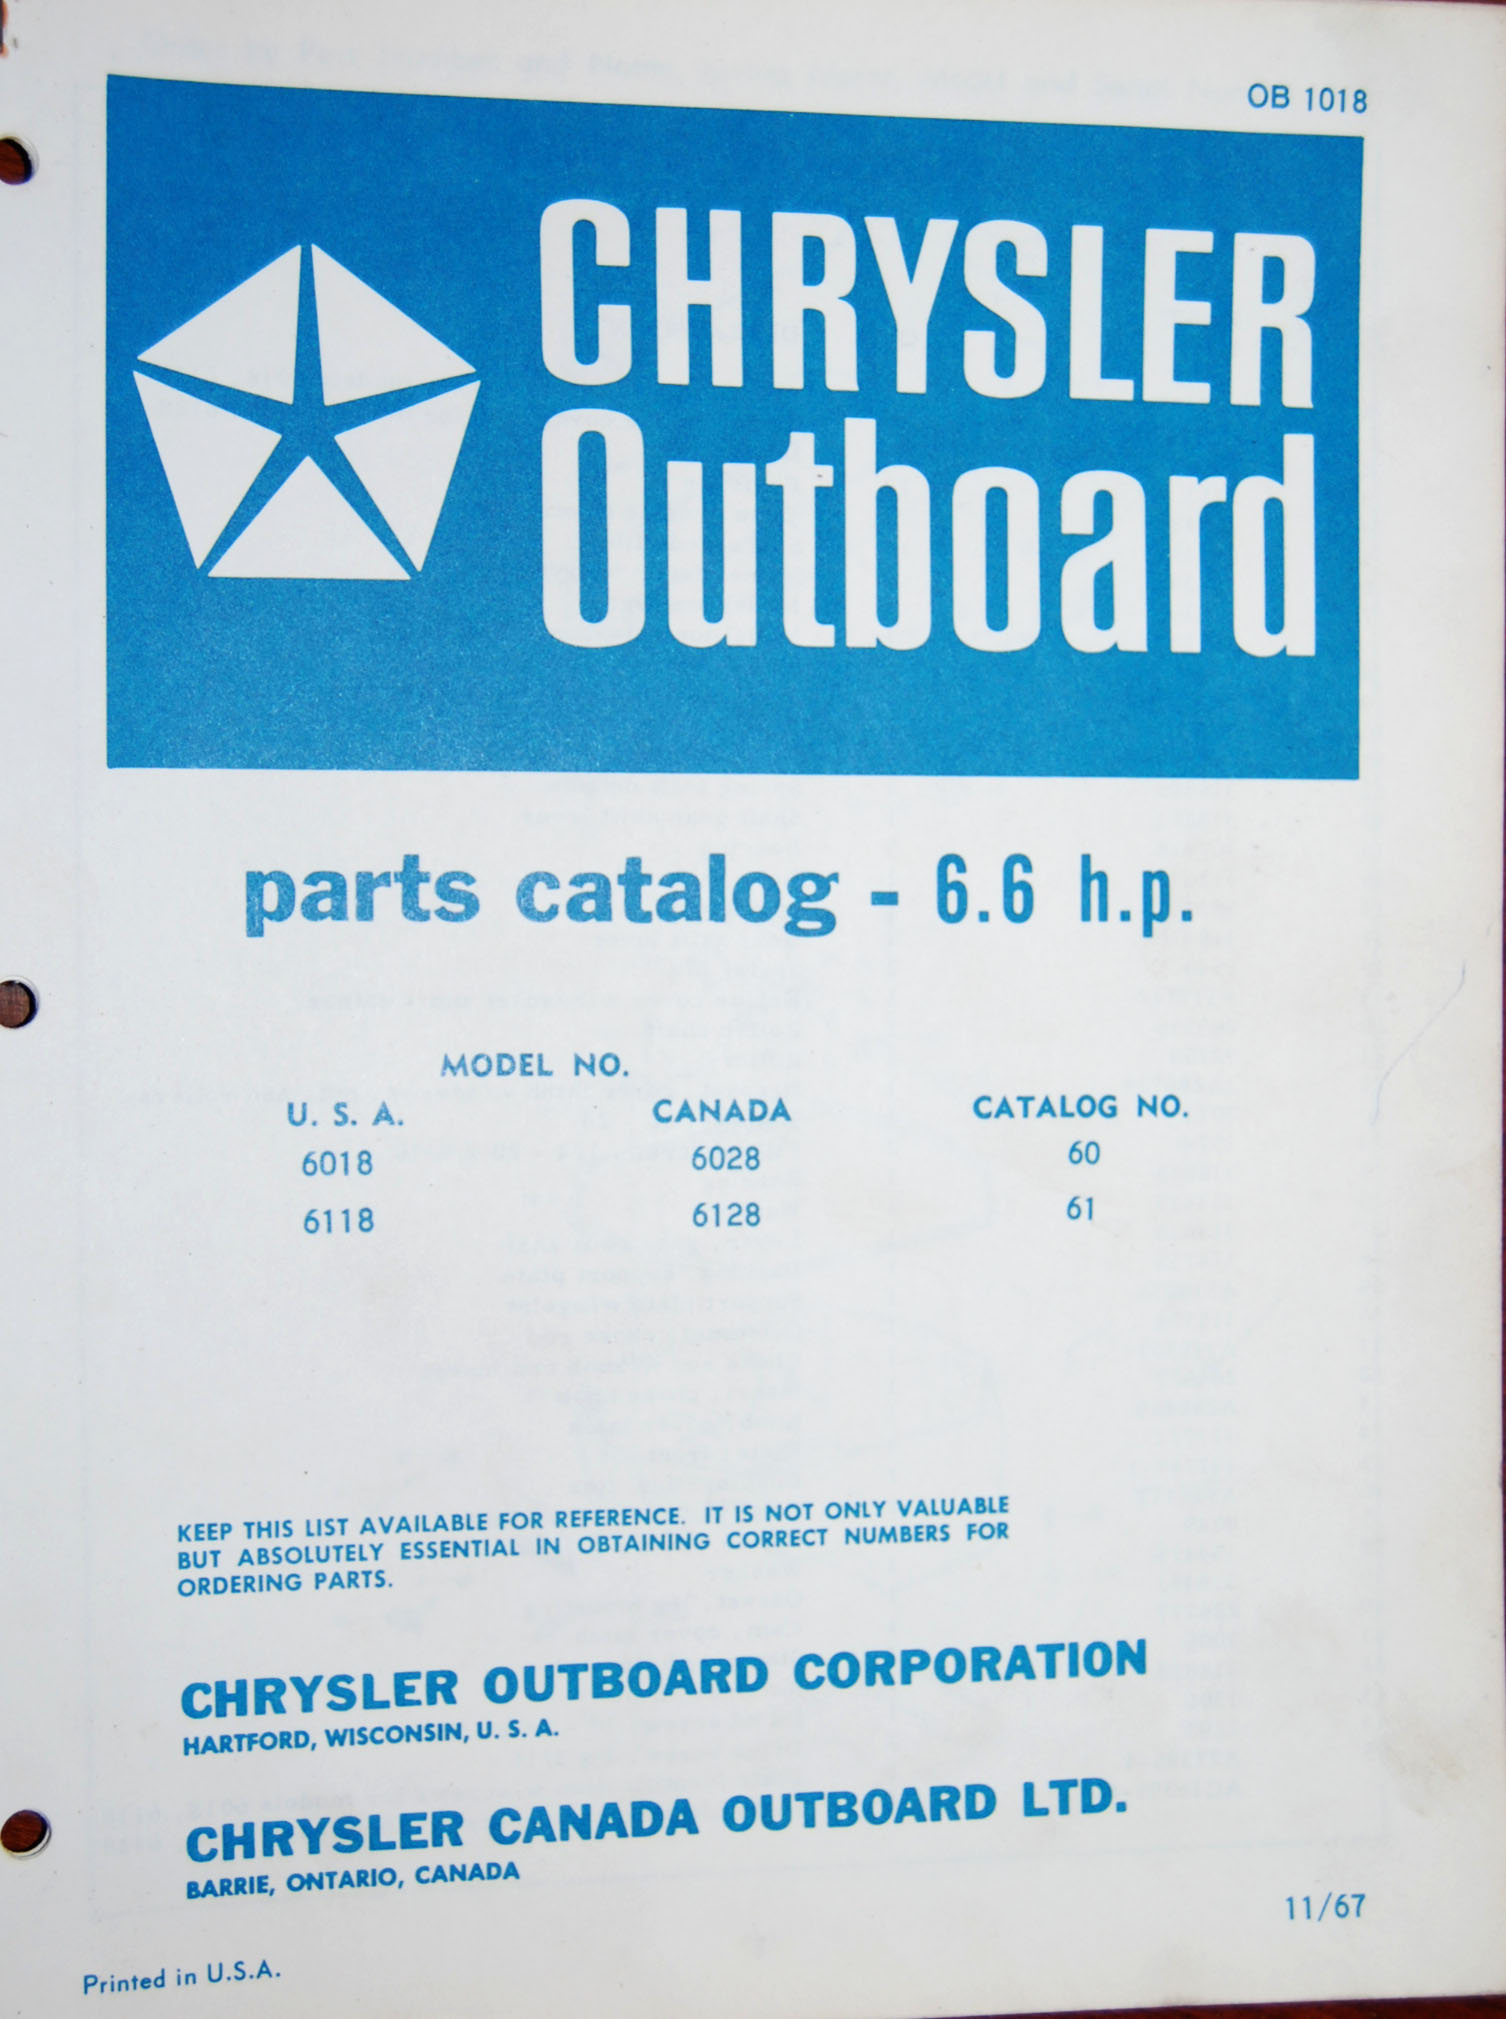 OB 1018
CHRYSLER
Outboard
parts catalog - 6.6 h.p.
MODEL NO.
U. S. A. CANADA CATALOG NO.
6018 6028 60
6118 6128 61
KEEP THIS LIST AVAILABLE FOR REFERENCE. IT IS NOT ONLY VALUABLE
BUT ABSOLUTELY ESSENTIAL IN OBTAINING CORRECT NUMBERS FOR
ORDERING PARTS.
CHRYSLER OUTBOARD CORPORATION
HARTFORD, WISCONSIN, U. S. A.
CHRYSLER CANADA OUTBOARD LTD.
BARRIE, ONTARIO, CANADA
11/67
Printed in U.S.A.